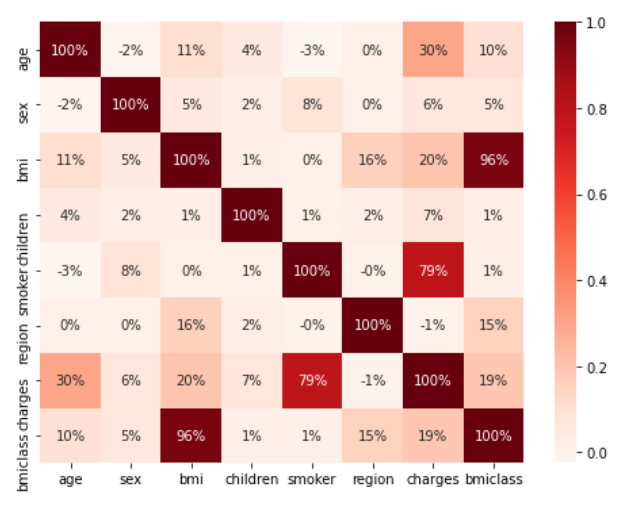 age 100% -2% 11% 4% -3% 0% 30% 10%
sex -2% 100% 5% 2% 8% 0% 6% 5%
bmi 11% 5% 100% 1% 0% 16% 20% 96%
children 4% 2% 1% 100% 1% 2% 7% 1%
smoker -3% 8% 0% 1% 100% -0% 79% 1%
region 0% 0% 16% 2% -0% 100% -1% 15%
charges 30% 6% 20% 7% 79% -1% 100% 19%
bmiclass 10% 5% 96% 1% 1% 15% 19% 100%
age sex bmi children smoker region charges bmiclass
1.0
0.8
0.6
0.4
0.2
0.0